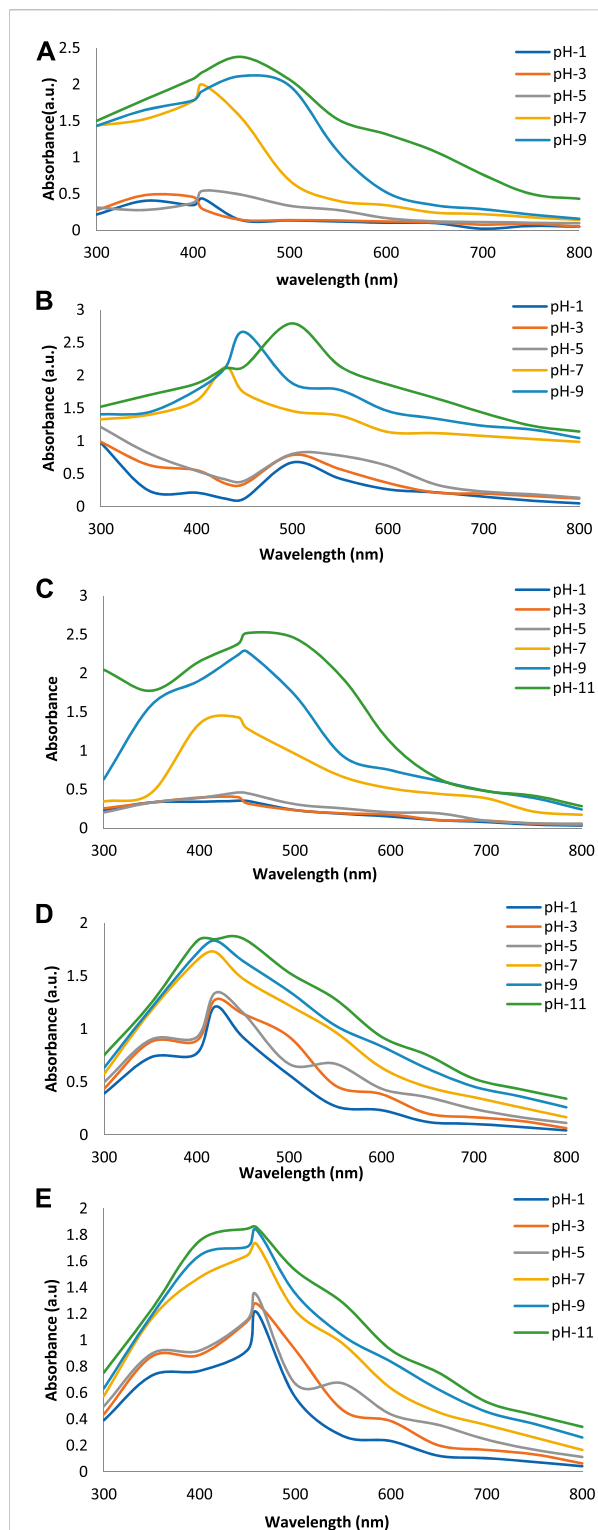 A
2.5
2
1.5
1
0.5
0
Absorbance(a.u.)
300 400 500 600 700 800
wavelength (nm)
pH-1
pH-3
pH-5
pH-7
pH-9
B
3
2.5
2
1.5
1
0.5
0
Absorbance (a.u.)
300 400 500 600 700 800
Wavelength (nm)
pH-1
pH-3
pH-5
pH-7
pH-9
C
3
2.5
2
1.5
1
0.5
0
Absorbance
300 400 500 600 700 800
Wavelength (nm)
pH-1
pH-3
pH-5
pH-7
pH-9
pH-11
D
2
1.5
1
0.5
0
Absorbance (a.u.)
300 400 500 600 700 800
Wavelength (nm)
pH-1
pH-3
pH-5
pH-7
pH-9
pH-11
E
2
1.8
1.6
1.4
1.2
1
0.8
0.6
0.4
0.2
0
Absorbance (a.u)
300 400 500 600 700 800
Wavelength (nm)
pH-1
pH-3
pH-5
pH-7
pH-9
pH-11